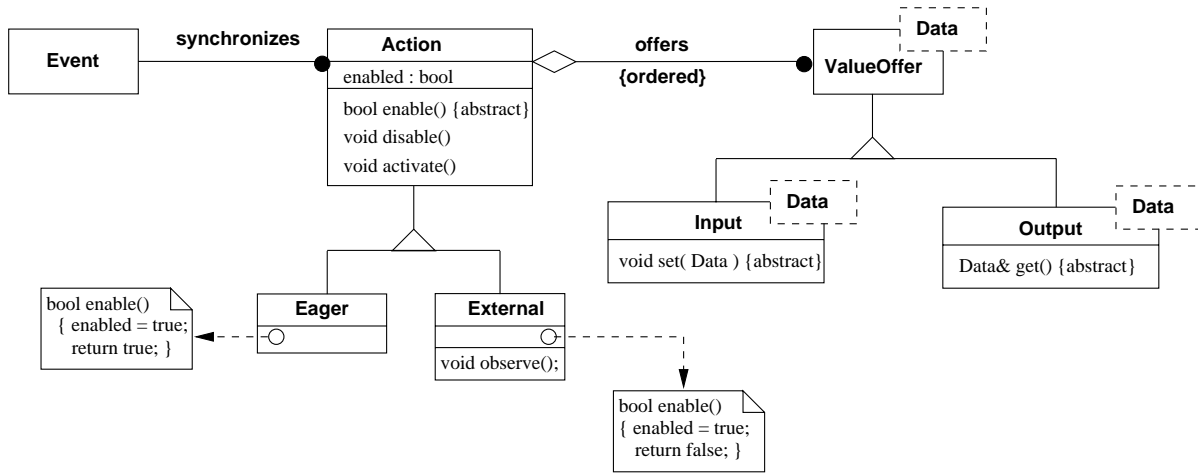 Event
synchronizes
Action
enabled : bool
bool enable() {abstract}
void disable()
void activate()
offers
{ordered}
Data
ValueOffer
Data
Input
void set( Data ) {abstract}
Data
Output
Data& get() {abstract}
Eager
External
void observe();
bool enable()
{ enabled = true;
return true; }
bool enable()
{ enabled = true;
return false; }